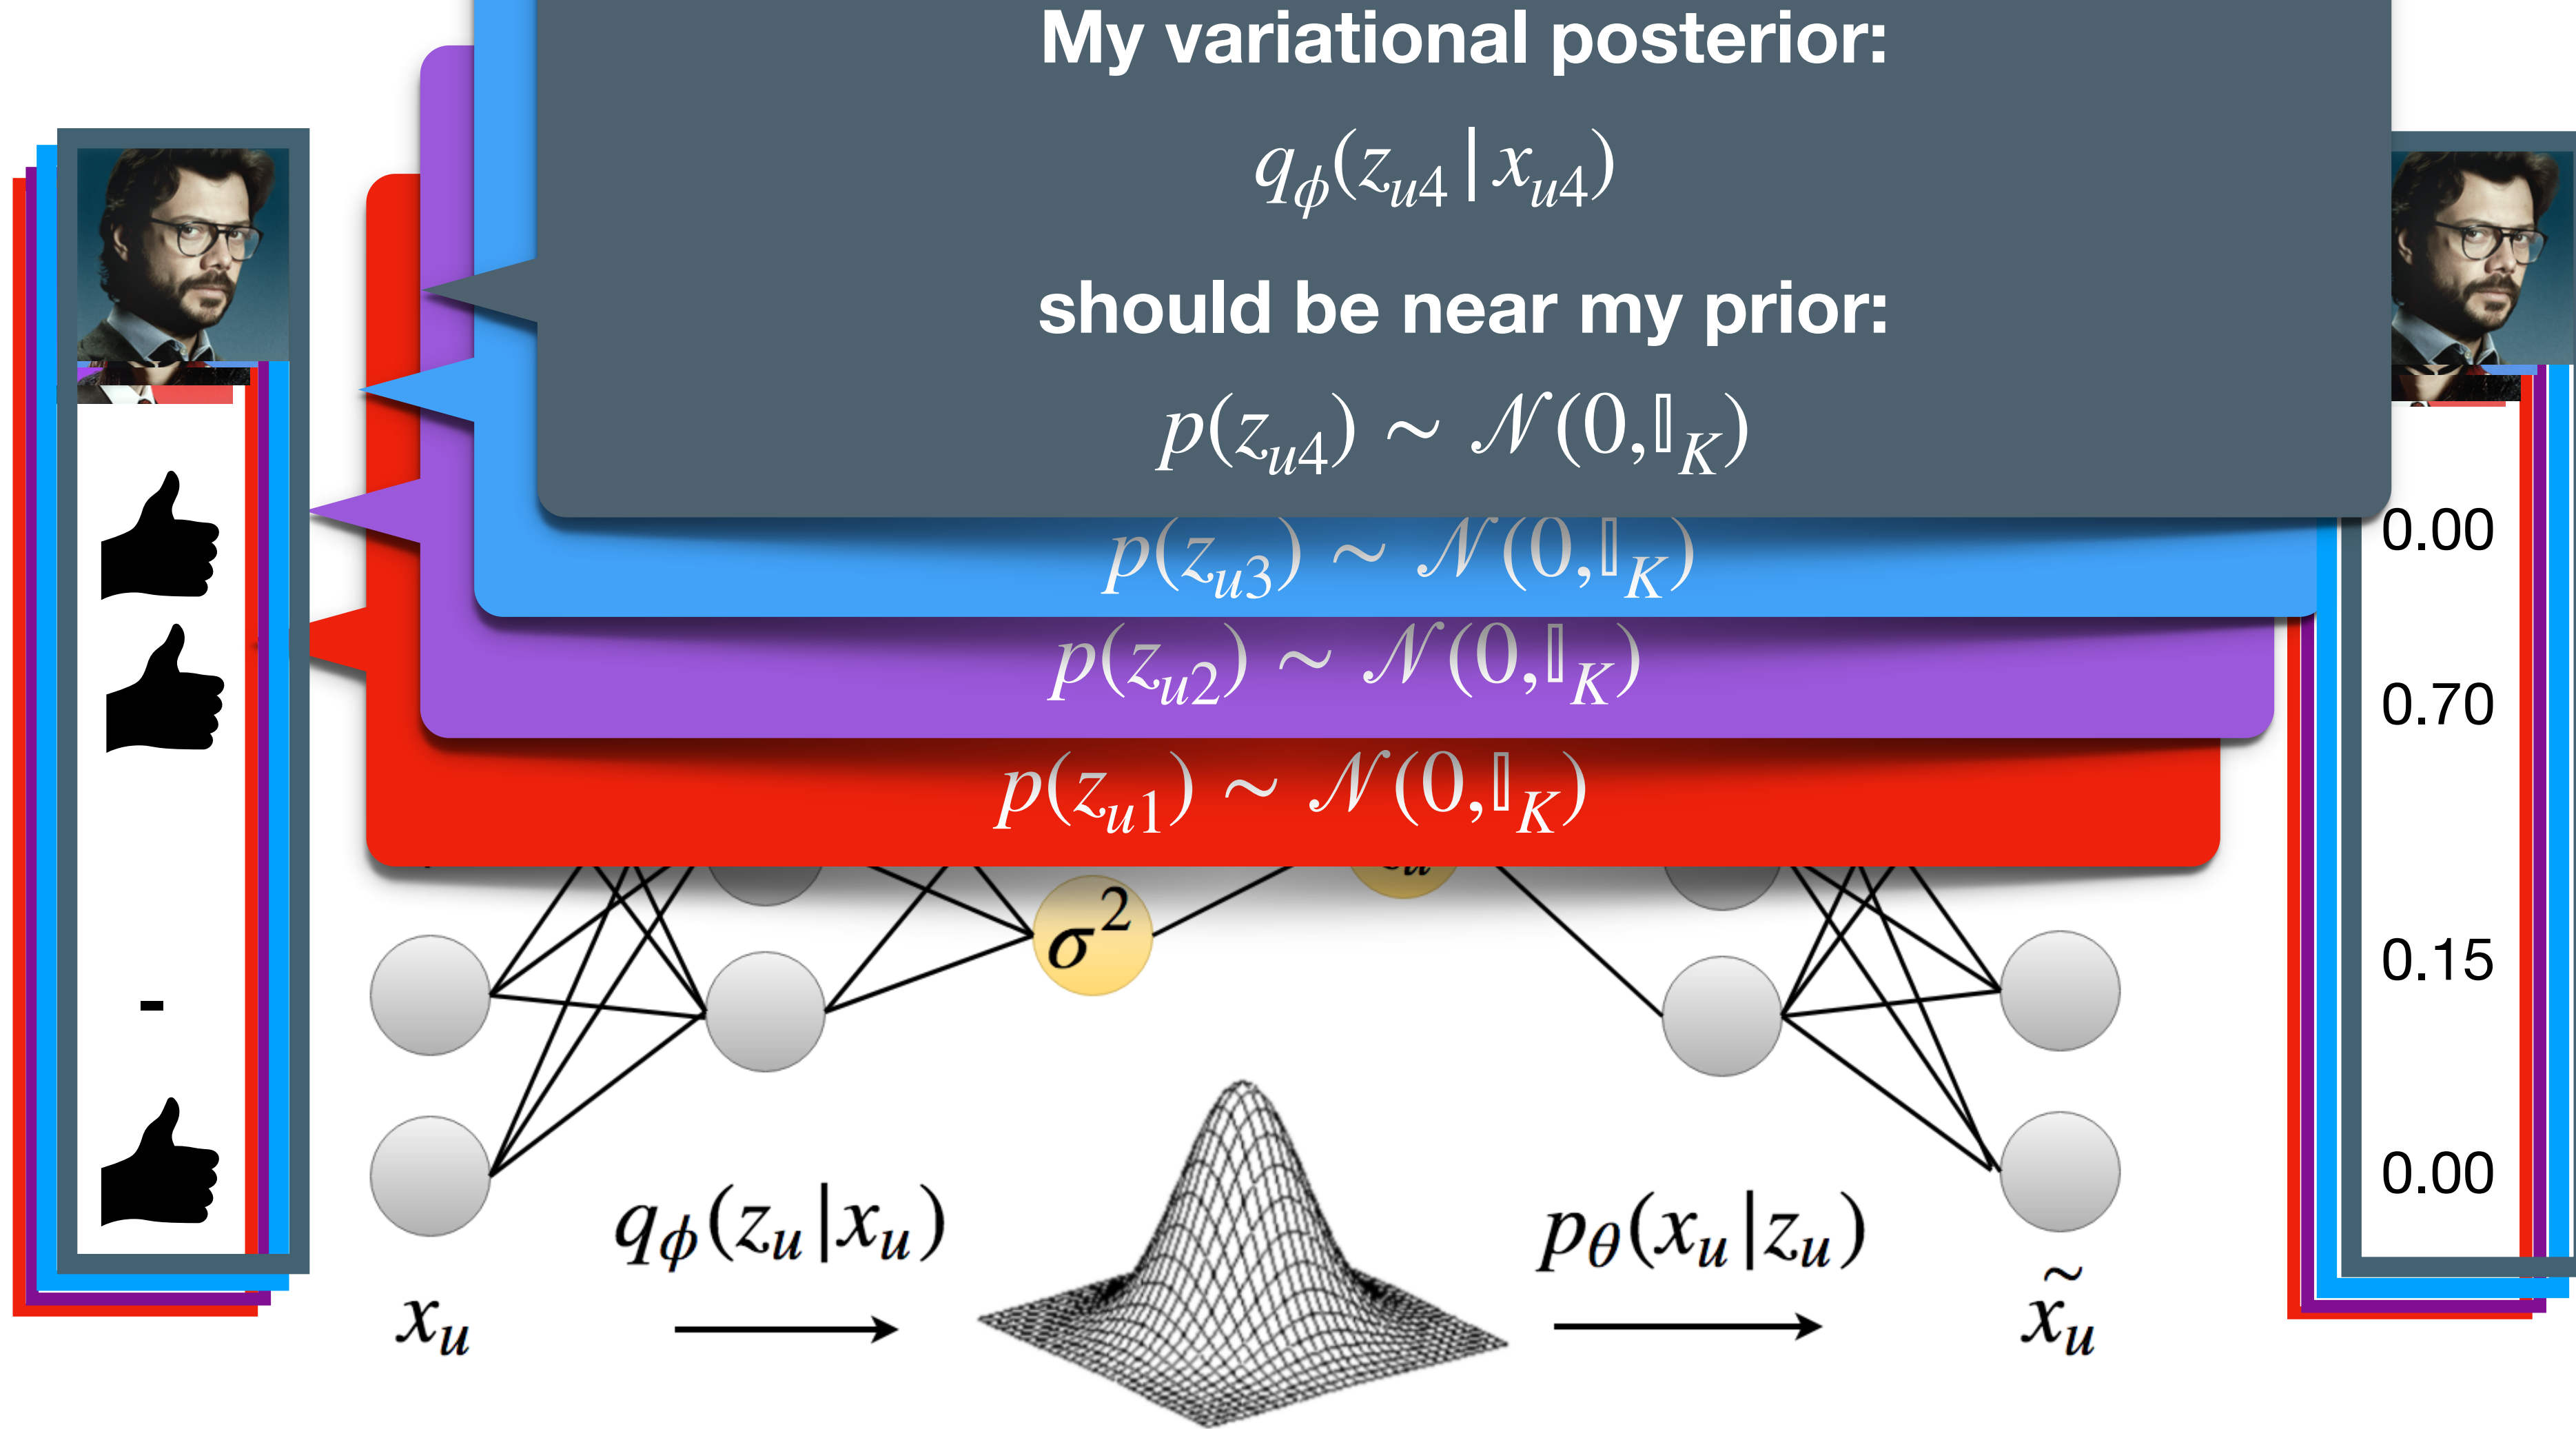 My variational posterior:
qϕ(zu4 | xu4)
should be near my prior:
p(zu4) ∼ 𝒩(0,𝕀K)
p(zu3) ∼ 𝒩(0,𝕀K)
p(zu2) ∼ 𝒩(0,𝕀K)
p(zu1) ∼ 𝒩(0,𝕀K)
0.00
0.70
0.15
0.00
-
σ²
qϕ(zu|xu)
pθ(xu|zu)
xu
x̃u